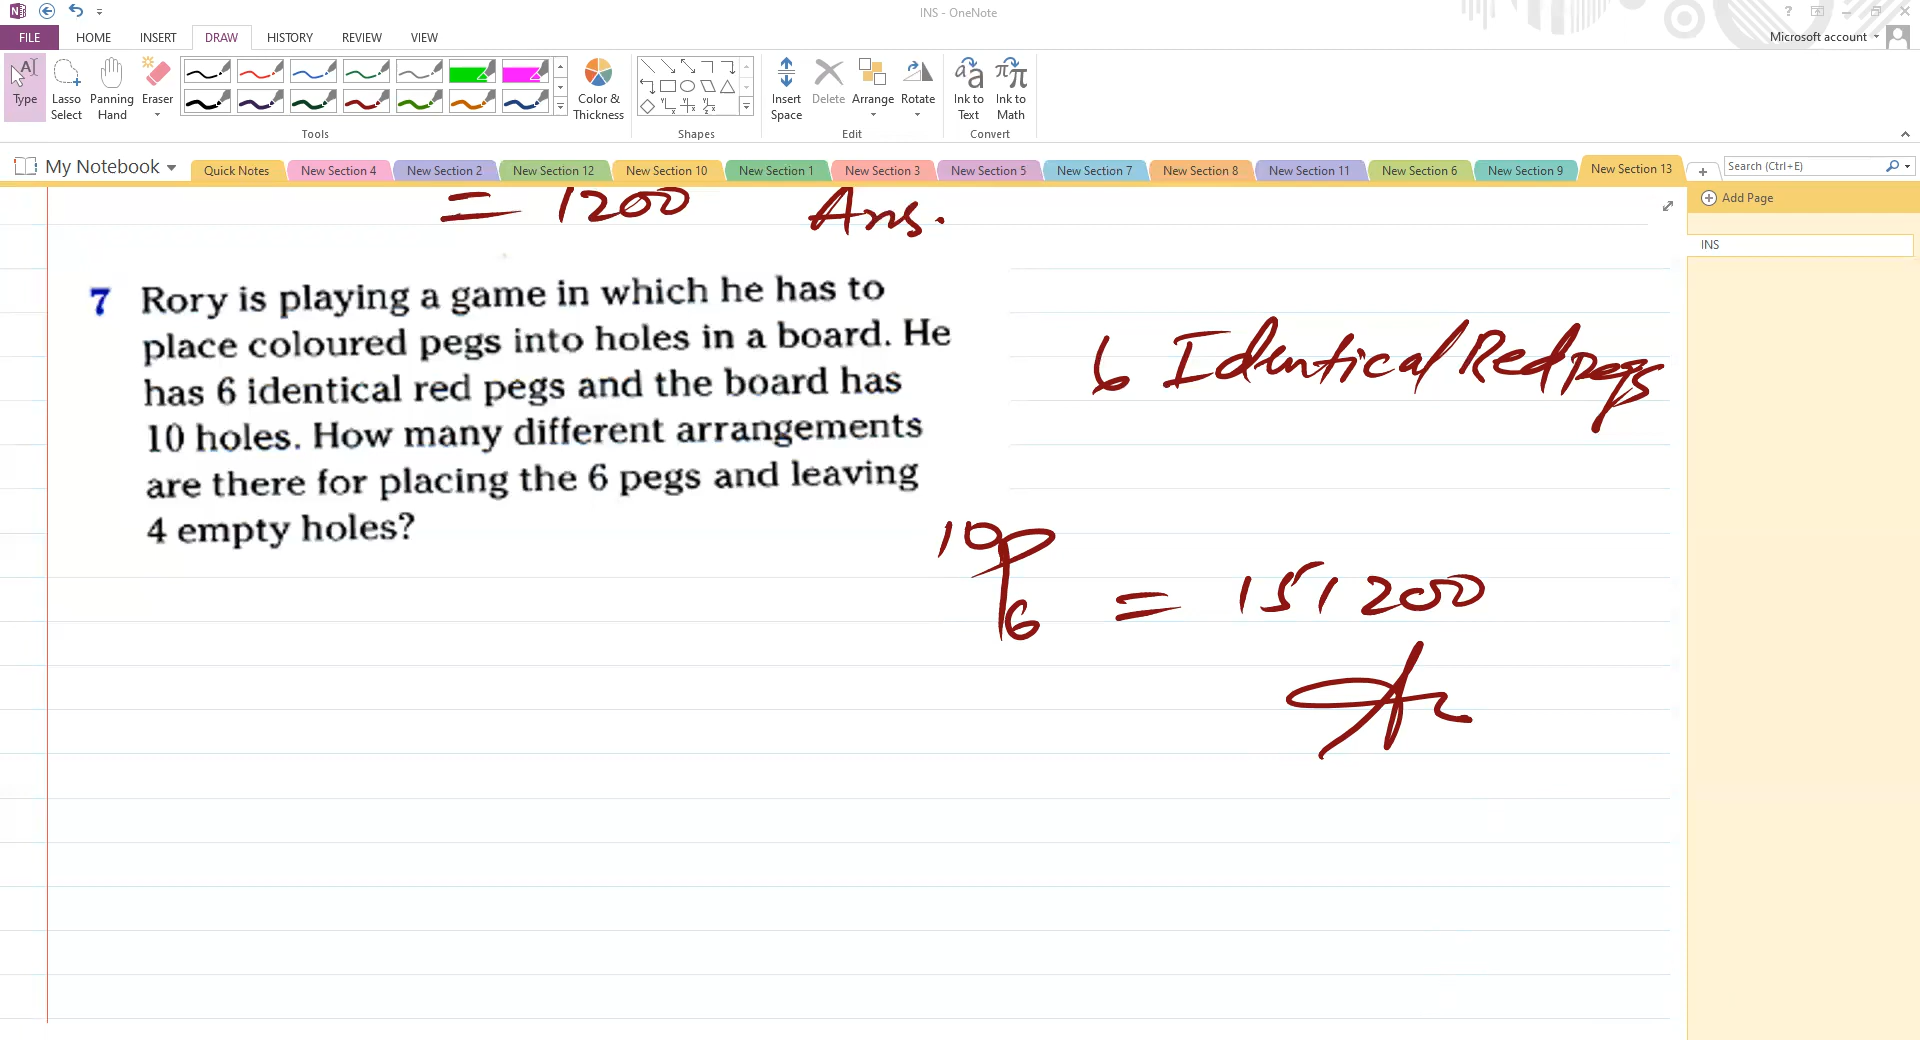 INS - OneNote
FILE HOME INSERT DRAW HISTORY REVIEW VIEW
Microsoft account
Type
Lasso Select
Panning Hand
Eraser
Color & Thickness
Insert Space
Delete
Arrange
Rotate
Ink to Text
Ink to Math
Tools Shapes Edit Convert
My Notebook Quick Notes New Section 4 New Section 2 New Section 12 New Section 10 New Section 1 New Section 3 New Section 5 New Section 7 New Section 8 New Section 11 New Section 6 New Section 9 New Section 13 Search (Ctrl+E)
Add Page
INS
= 1200 Ans.
7 Rory is playing a game in which he has to
place coloured pegs into holes in a board. He
has 6 identical red pegs and the board has
10 holes. How many different arrangements
are there for placing the 6 pegs and leaving
4 empty holes?
6 Identical Red pegs
10P6 = 151200